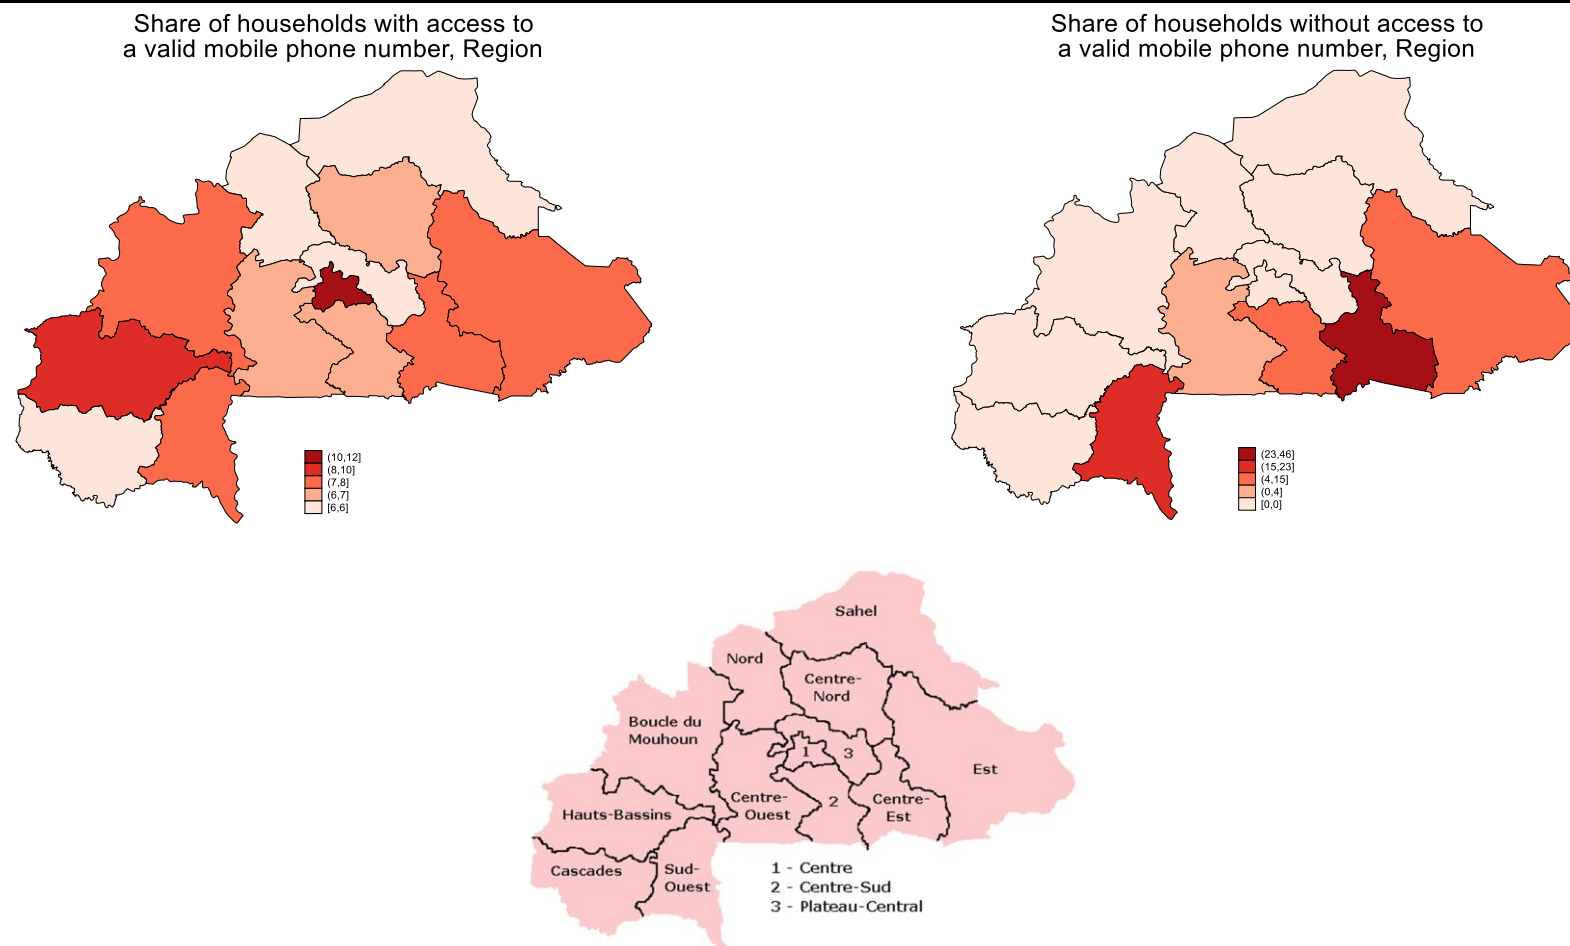 Share of households with access to
a valid mobile phone number, Region
(10,12]
(8,10]
(7,8]
(6,7]
[6,6]
Share of households without access to
a valid mobile phone number, Region
(23,46]
(15,23]
(4,15]
(0,4]
[0,0]
Sahel
Nord
Centre-
Nord
Boucle du
Mouhoun
1
3
Est
Hauts-Bassins
Centre-
Ouest
2
Centre-
Est
Cascades
Sud-
Ouest
1 - Centre
2 - Centre-Sud
3 - Plateau-Central